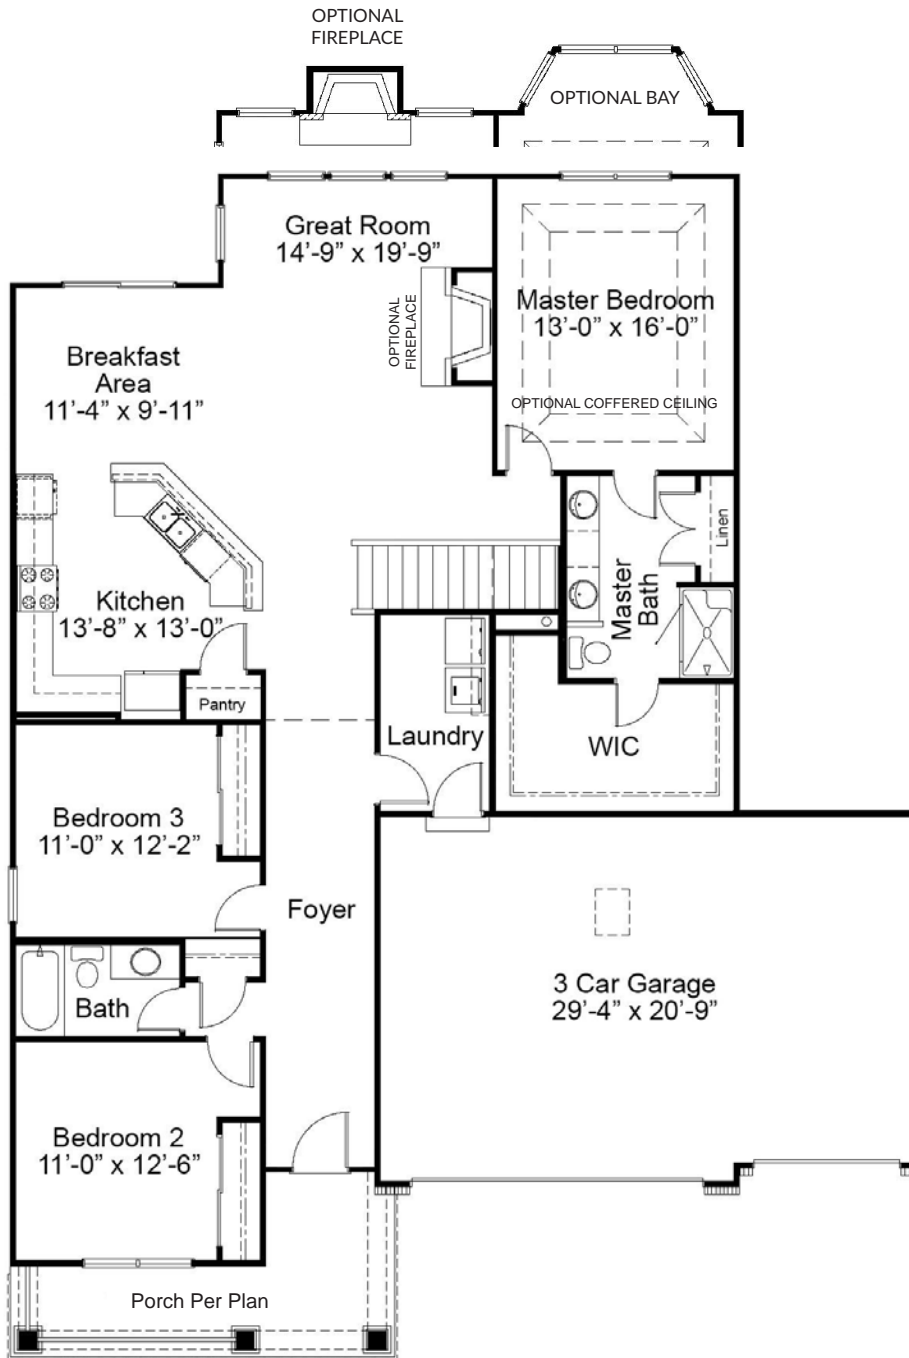 OPTIONAL
FIREPLACE
OPTIONAL BAY
Great Room
14’-9” x 19’-9”
OPTIONAL
FIREPLACE
Master Bedroom
13’-0” x 16’-0”
OPTIONAL COFFERED CEILING
Breakfast
Area
11’-4” x 9’-11”
Linen
Master
Bath
Kitchen
13’-8” x 13’-0”
Pantry
Laundry
WIC
Bedroom 3
11’-0” x 12’-2”
Foyer
3 Car Garage
29’-4” x 20’-9”
Bath
Bedroom 2
11’-0” x 12’-6”
Porch Per Plan